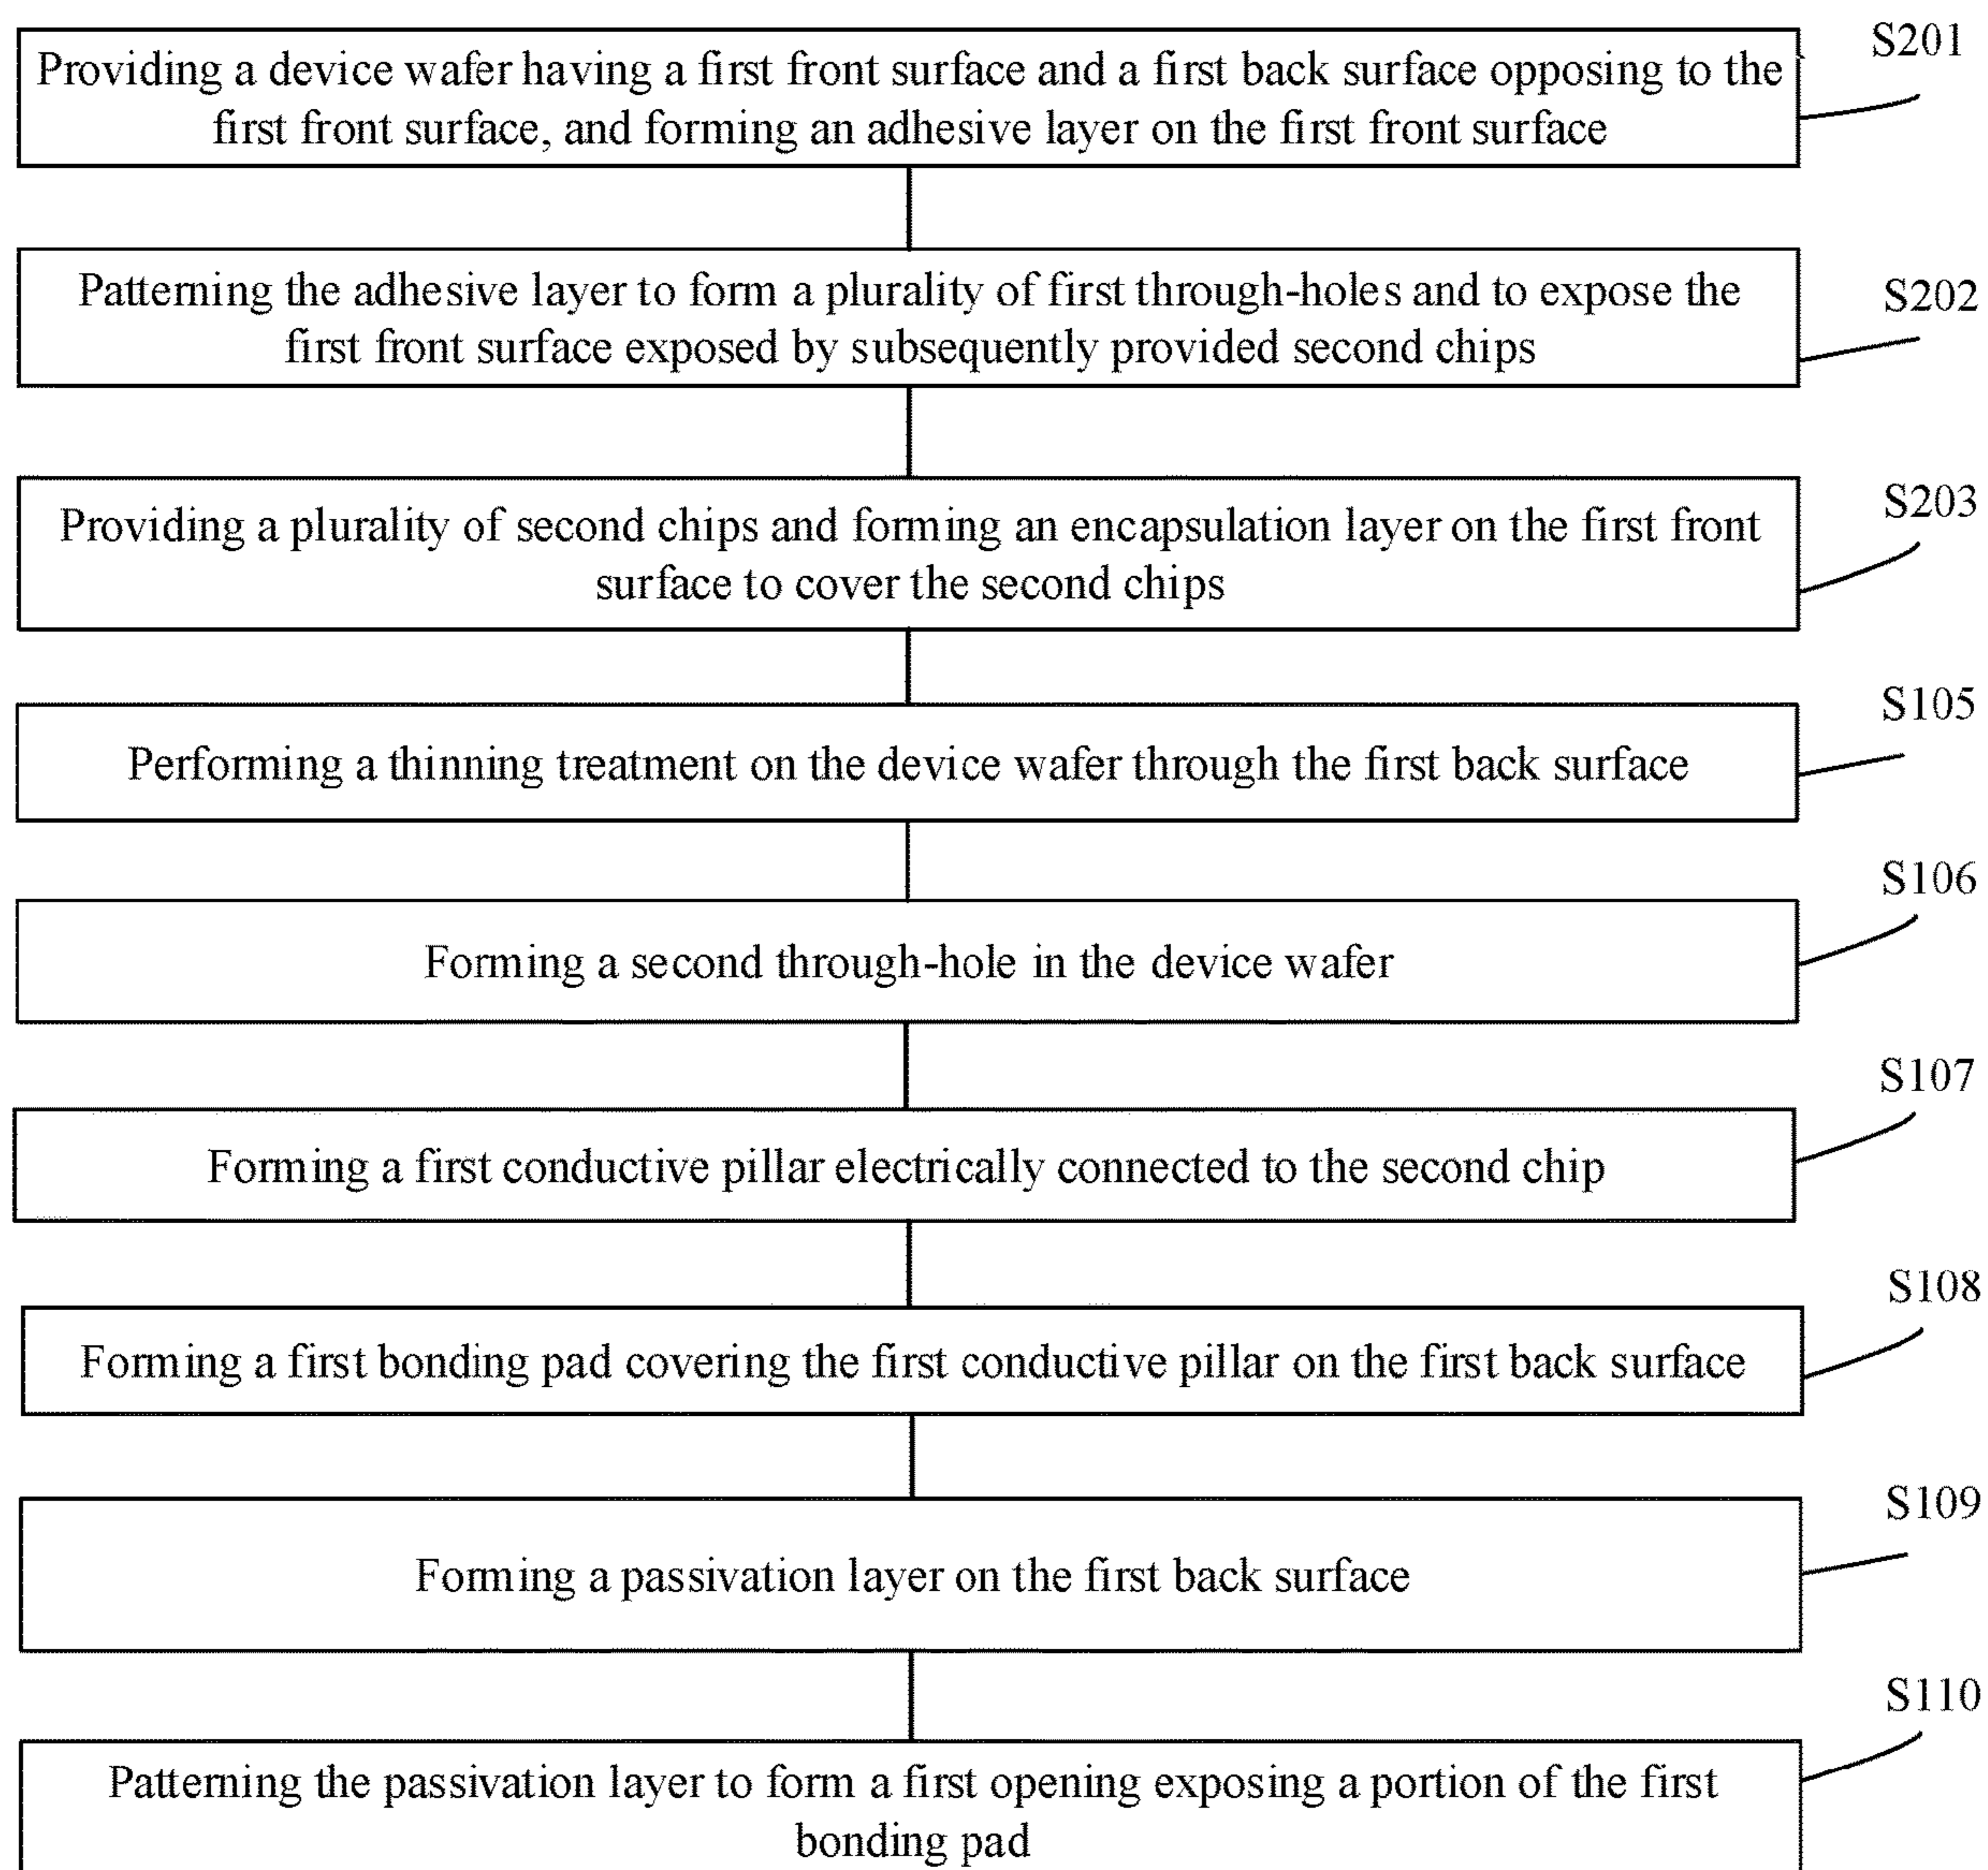 S201
Providing a device wafer having a first front surface and a first back surface opposing to the
first front surface, and forming an adhesive layer on the first front surface
S202
Patterning the adhesive layer to form a plurality of first through-holes and to expose the
first front surface exposed by subsequently provided second chips
S203
Providing a plurality of second chips and forming an encapsulation layer on the first front
surface to cover the second chips
S105
Performing a thinning treatment on the device wafer through the first back surface
S106
Forming a second through-hole in the device wafer
S107
Forming a first conductive pillar electrically connected to the second chip
S108
Forming a first bonding pad covering the first conductive pillar on the first back surface
S109
Forming a passivation layer on the first back surface
S110
Patterning the passivation layer to form a first opening exposing a portion of the first
bonding pad